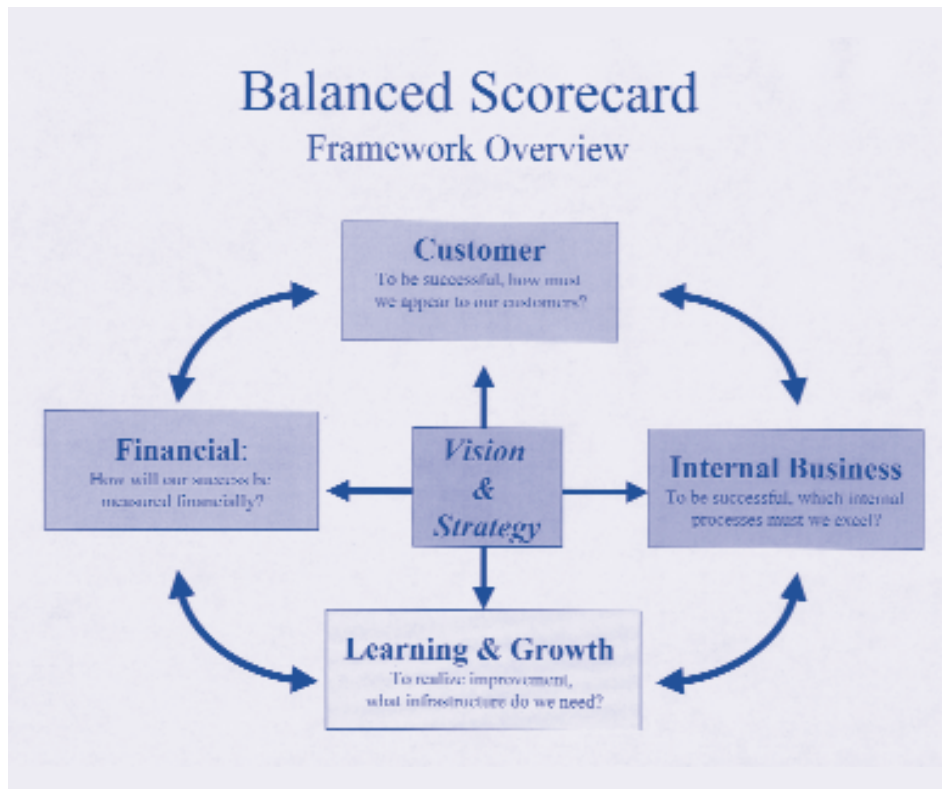 Balanced Scorecard
Framework Overview
Customer
To be successful, how must
we appear to our customers?
Financial:
How will our success be
measured financially?
Vision
&
Strategy
Internal Business
To be successful, which internal
processes must we excel?
Learning & Growth
To realize improvement,
what infrastructure do we need?